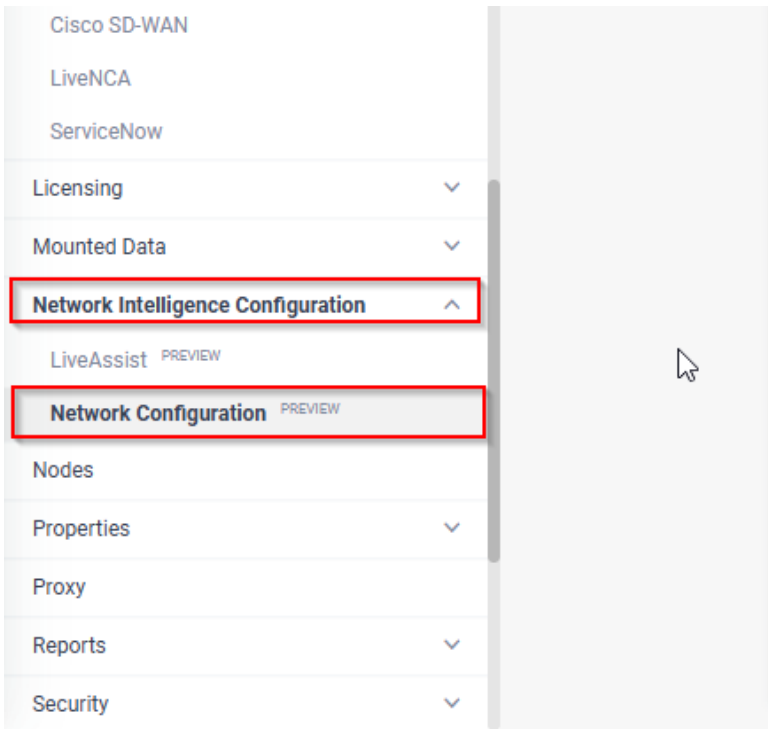 Cisco SD-WAN
LiveNCA
ServiceNow
Licensing
Mounted Data
Network Intelligence Configuration
LiveAssist PREVIEW
Network Configuration PREVIEW
Nodes
Properties
Proxy
Reports
Security